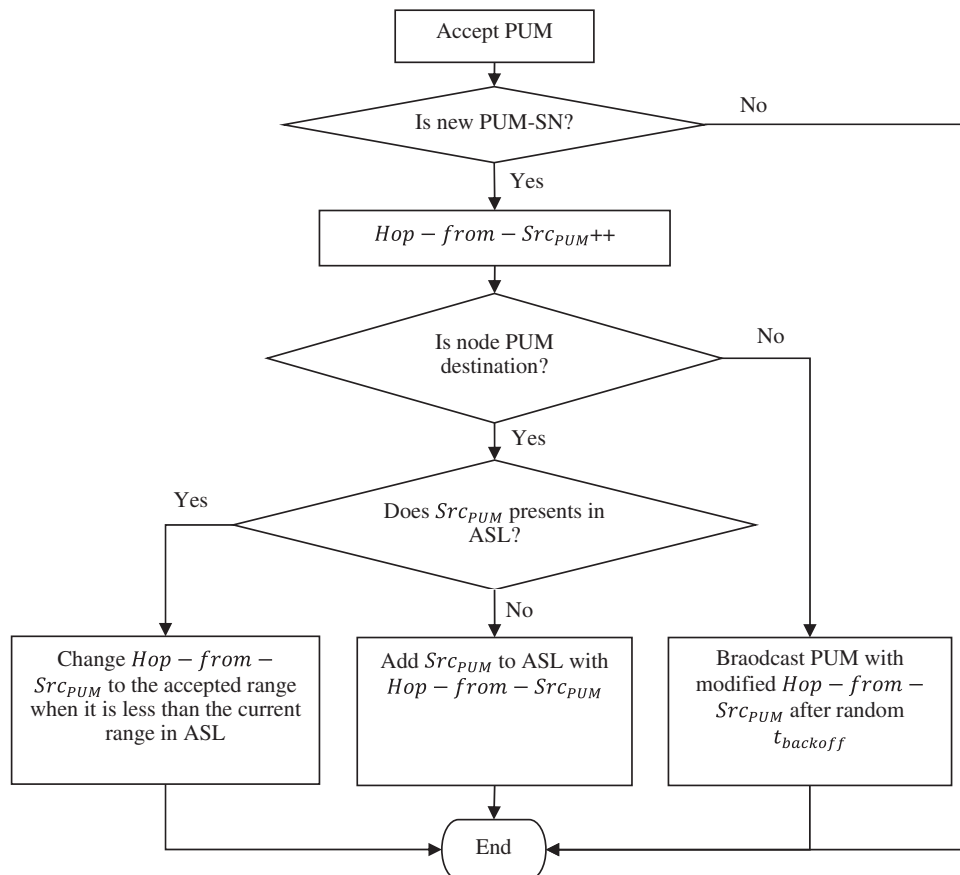 Accept PUM
Is new PUM-SN?
No
Yes
Hop − from − Src_PUM++
Is node PUM
destination?
No
Yes
Does Src_PUM presents in
ASL?
Yes
No
Change Hop − from −
Src_PUM to the accepted range
when it is less than the current
range in ASL
Add Src_PUM to ASL with
Hop − from − Src_PUM
Braodcast PUM with
modified Hop − from −
Src_PUM after random
t_backoff
End